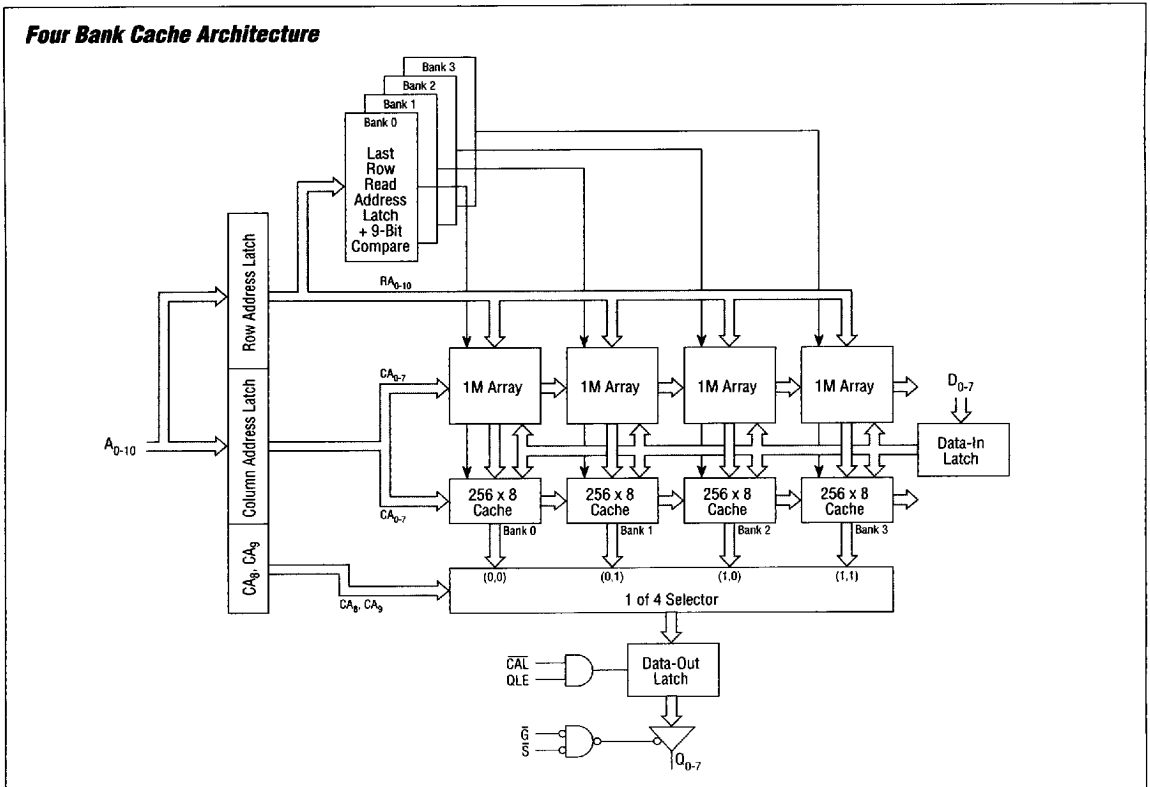 Four Bank Cache Architecture
Bank 3
Bank 2
Bank 1
Bank 0
Last
Row
Read
Address
Latch
+ 9-Bit
Compare
Row Address Latch
Column Address Latch
CA₈, CA₉
A₀₋₁₀
RA₀₋₁₀
CA₀₋₇
1M Array
1M Array
1M Array
1M Array
D₀₋₇
Data-In
Latch
CA₀₋₇
256 x 8
Cache
256 x 8
Cache
256 x 8
Cache
256 x 8
Cache
Bank 0
Bank 1
Bank 2
Bank 3
CA₈, CA₉
(0,0)
(0,1)
(1,0)
(1,1)
1 of 4 Selector
C̅A̅L̅
QLE
Data-Out
Latch
G̅
S̅
Q₀₋₇